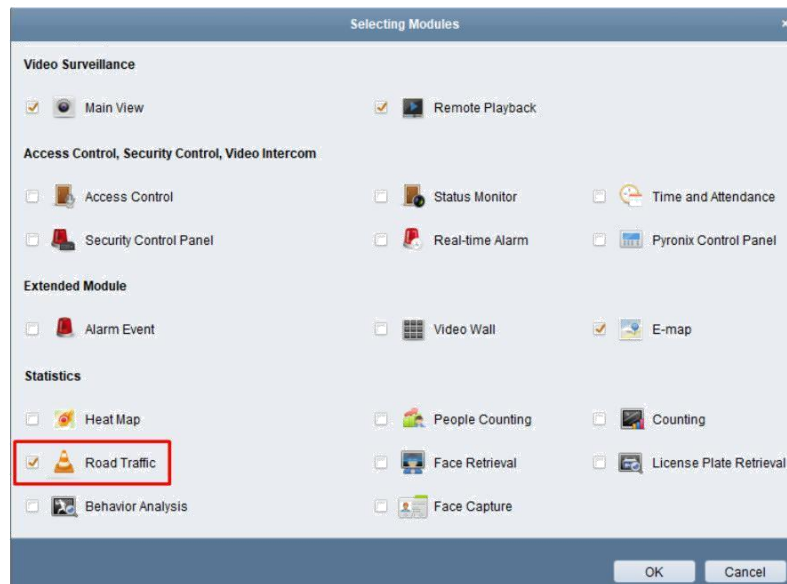 Selecting Modules
Video Surveillance
Main View Remote Playback
Access Control, Security Control, Video Intercom
Access Control Status Monitor Time and Attendance
Security Control Panel Real-time Alarm Pyronix Control Panel
Extended Module
Alarm Event Video Wall E-map
Statistics
Heat Map People Counting Counting
Road Traffic Face Retrieval License Plate Retrieval
Behavior Analysis Face Capture
OK Cancel